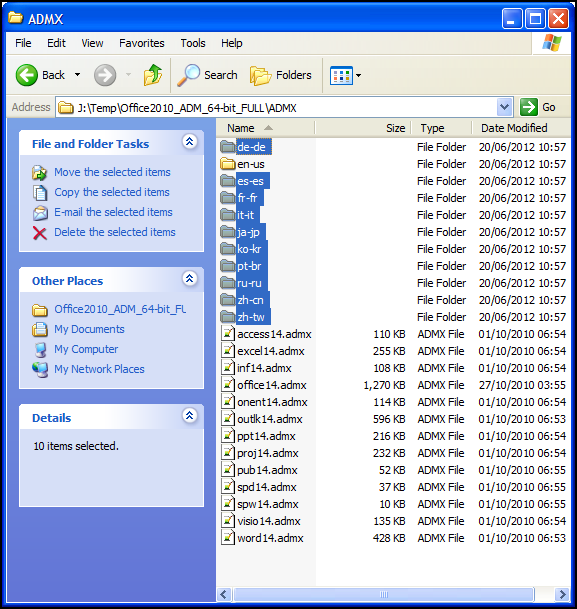 ADMX
File Edit View Favorites Tools Help
Back Search Folders
Address J:\Temp\Office2010_ADM_64-bit_FULL\ADMX Go
File and Folder Tasks
Move the selected items
Copy the selected items
E-mail the selected items
Delete the selected items
Other Places
Office2010_ADM_64-bit_FU
My Documents
My Computer
My Network Places
Details
10 items selected.
Name Size Type Date Modified
de-de File Folder 20/06/2012 10:57
en-us File Folder 20/06/2012 10:57
es-es File Folder 20/06/2012 10:57
fr-fr File Folder 20/06/2012 10:57
it-it File Folder 20/06/2012 10:57
ja-jp File Folder 20/06/2012 10:57
ko-kr File Folder 20/06/2012 10:57
pt-br File Folder 20/06/2012 10:57
ru-ru File Folder 20/06/2012 10:57
zh-cn File Folder 20/06/2012 10:57
zh-tw File Folder 20/06/2012 10:57
access14.admx 110 KB ADMX File 01/10/2010 06:54
excel14.admx 255 KB ADMX File 01/10/2010 06:54
inf14.admx 108 KB ADMX File 01/10/2010 06:54
office14.admx 1,270 KB ADMX File 27/10/2010 03:55
onent14.admx 114 KB ADMX File 01/10/2010 06:54
outlk14.admx 596 KB ADMX File 01/10/2010 06:53
ppt14.admx 216 KB ADMX File 01/10/2010 06:54
proj14.admx 232 KB ADMX File 01/10/2010 06:54
pub14.admx 52 KB ADMX File 01/10/2010 06:55
spd14.admx 37 KB ADMX File 01/10/2010 06:55
spw14.admx 10 KB ADMX File 01/10/2010 06:55
visio14.admx 135 KB ADMX File 01/10/2010 06:54
word14.admx 428 KB ADMX File 01/10/2010 06:53